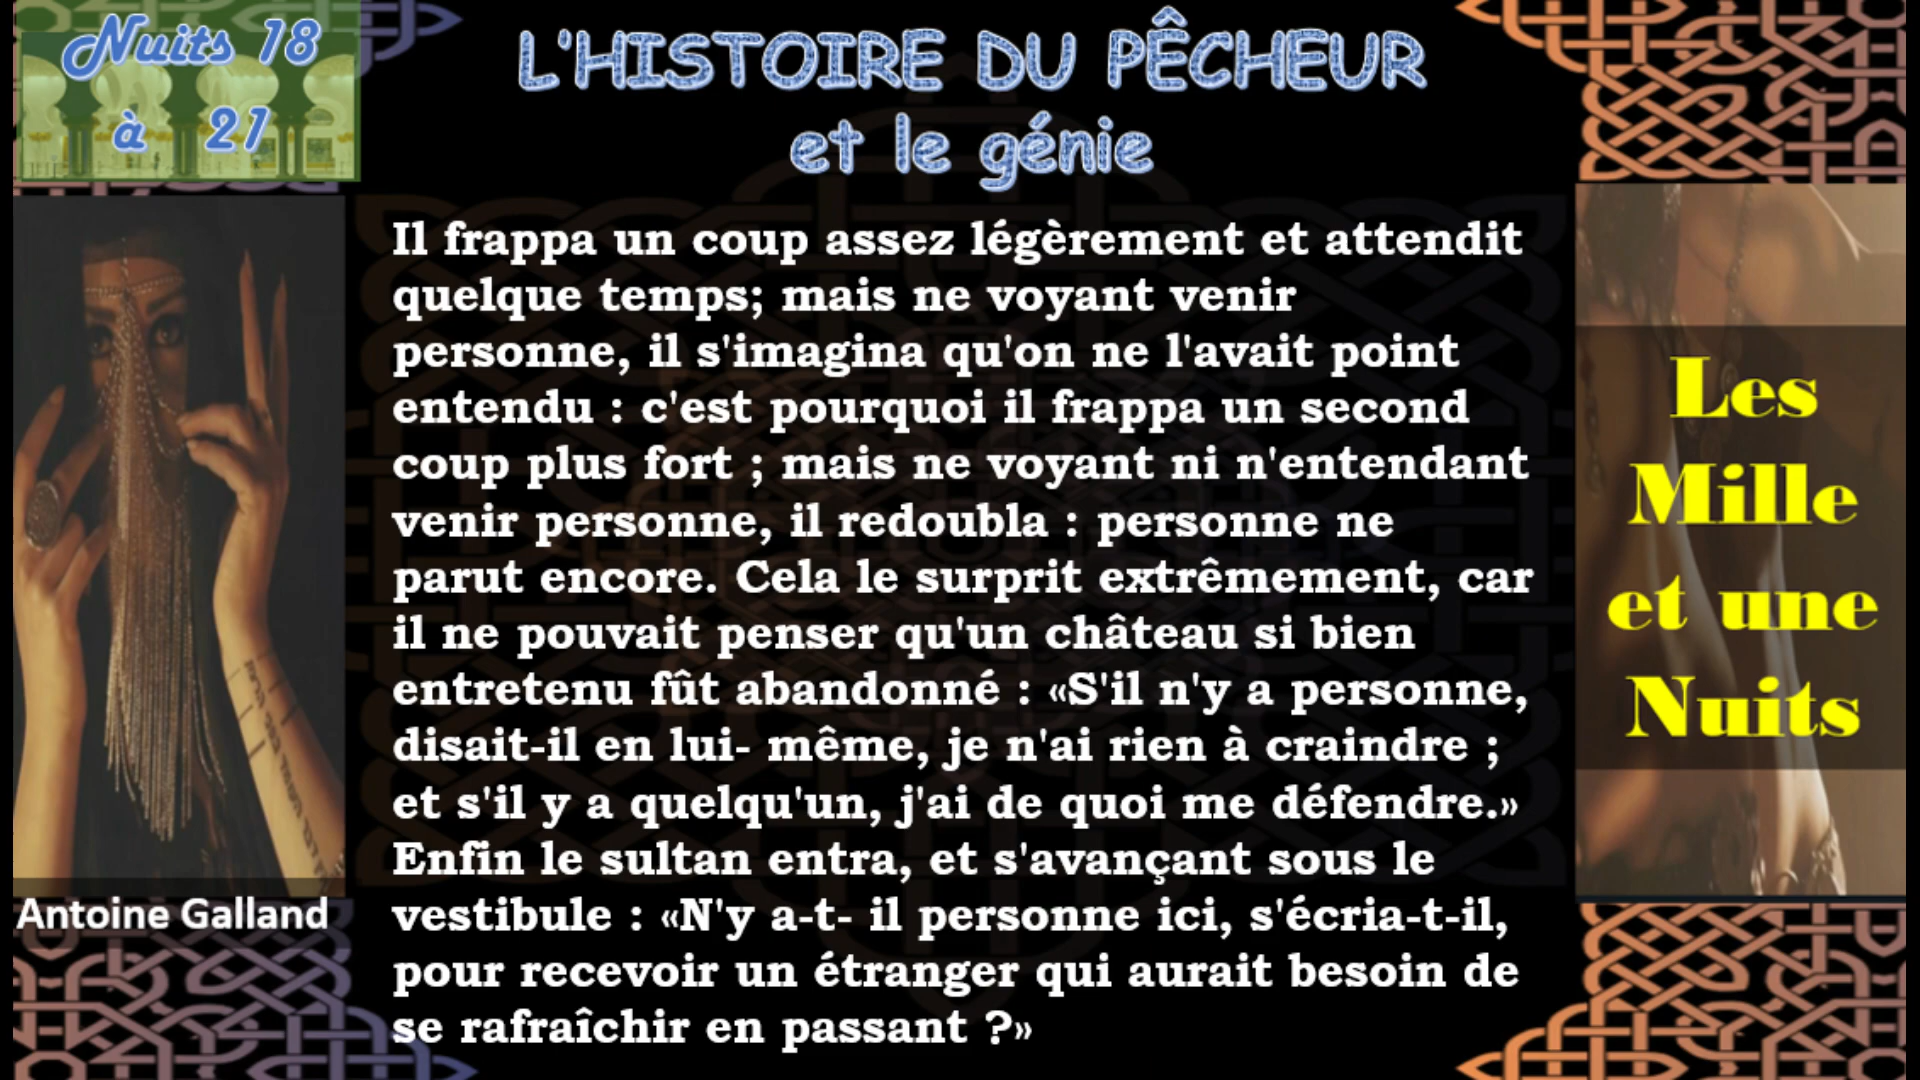 Nuits 18
à 21
L'HISTOIRE DU PÊCHEUR
et le génie
Il frappa un coup assez légèrement et attendit
quelque temps; mais ne voyant venir
personne, il s'imagina qu'on ne l'avait point
entendu : c'est pourquoi il frappa un second
coup plus fort ; mais ne voyant ni n'entendant
venir personne, il redoubla : personne ne
parut encore. Cela le surprit extrêmement, car
il ne pouvait penser qu'un château si bien
entretenu fût abandonné : «S'il n'y a personne,
disait-il en lui- même, je n'ai rien à craindre ;
et s'il y a quelqu'un, j'ai de quoi me défendre.»
Enfin le sultan entra, et s'avançant sous le
vestibule : «N'y a-t- il personne ici, s'écria-t-il,
pour recevoir un étranger qui aurait besoin de
se rafraîchir en passant ?»
Les
Mille
et une
Nuits
Antoine Galland